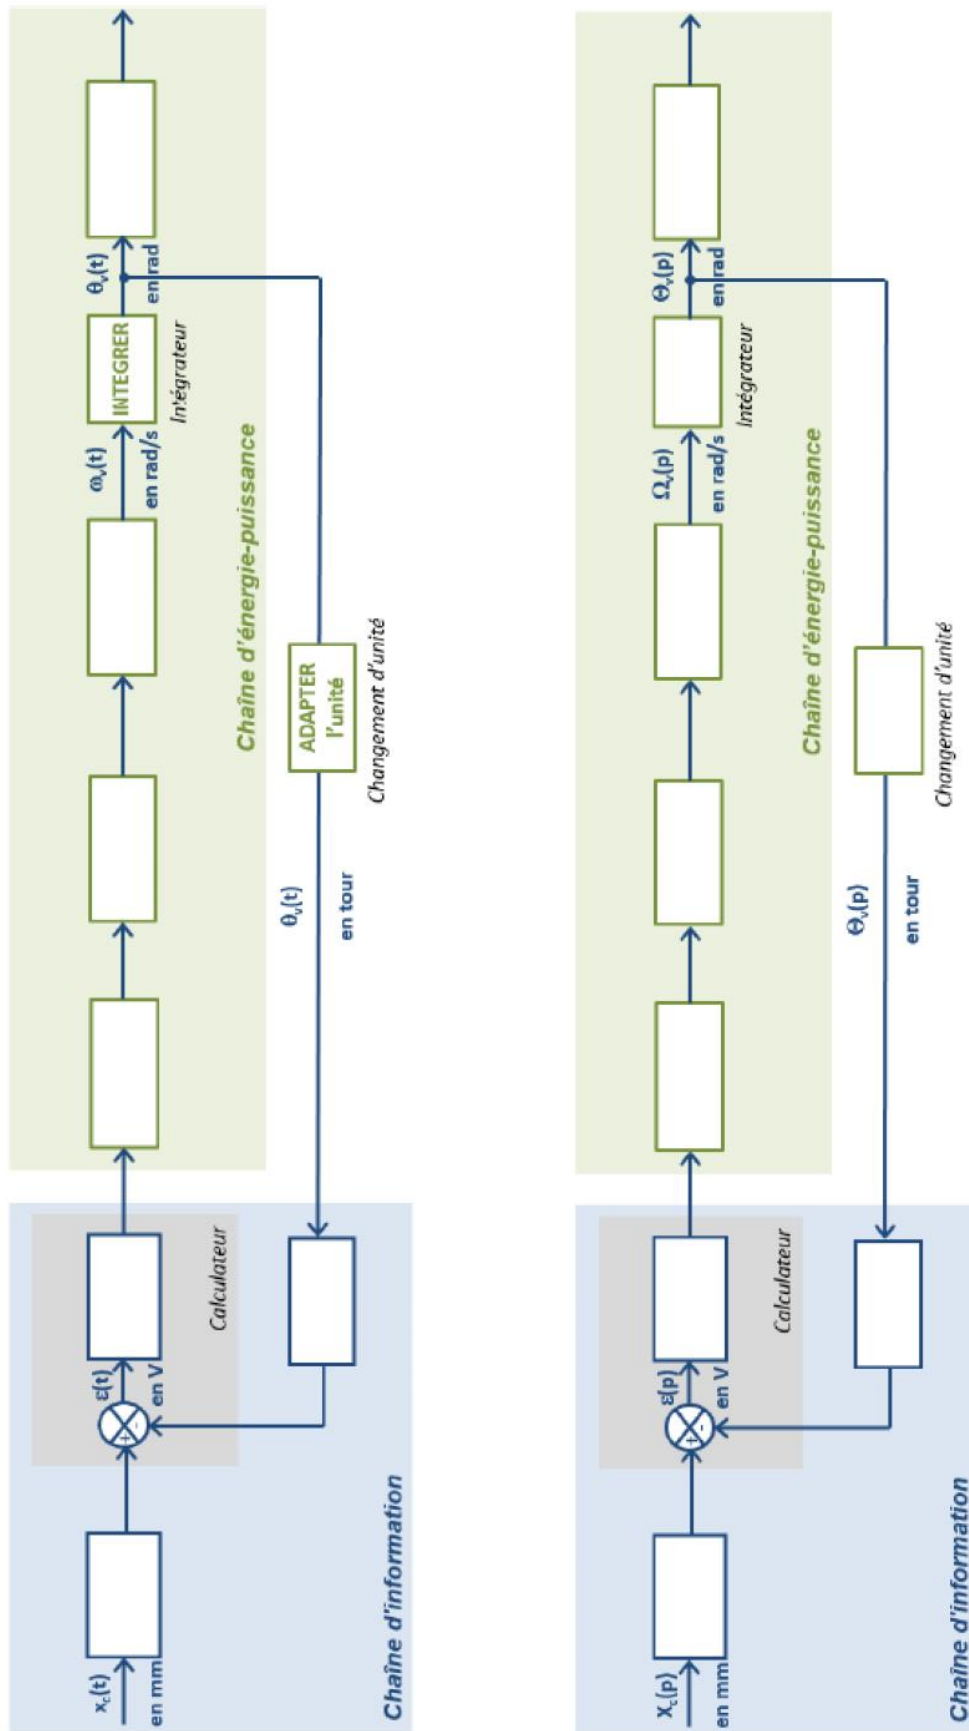 x_c(t)
en mm
ε(t)
en V
+
-
Calculateur
Chaîne d'information
ω_v(t)
en rad/s
INTEGRER
Intégrateur
θ_v(t)
en rad
Chaîne d'énergie-puissance
ADAPTER
l'unité
Changement d'unité
θ_v(t)
en tour
X_c(p)
en mm
ε(p)
en V
+
-
Calculateur
Chaîne d'information
Ω_v(p)
en rad/s
Intégrateur
Θ_v(p)
en rad
Chaîne d'énergie-puissance
Changement d'unité
Θ_v(p)
en tour